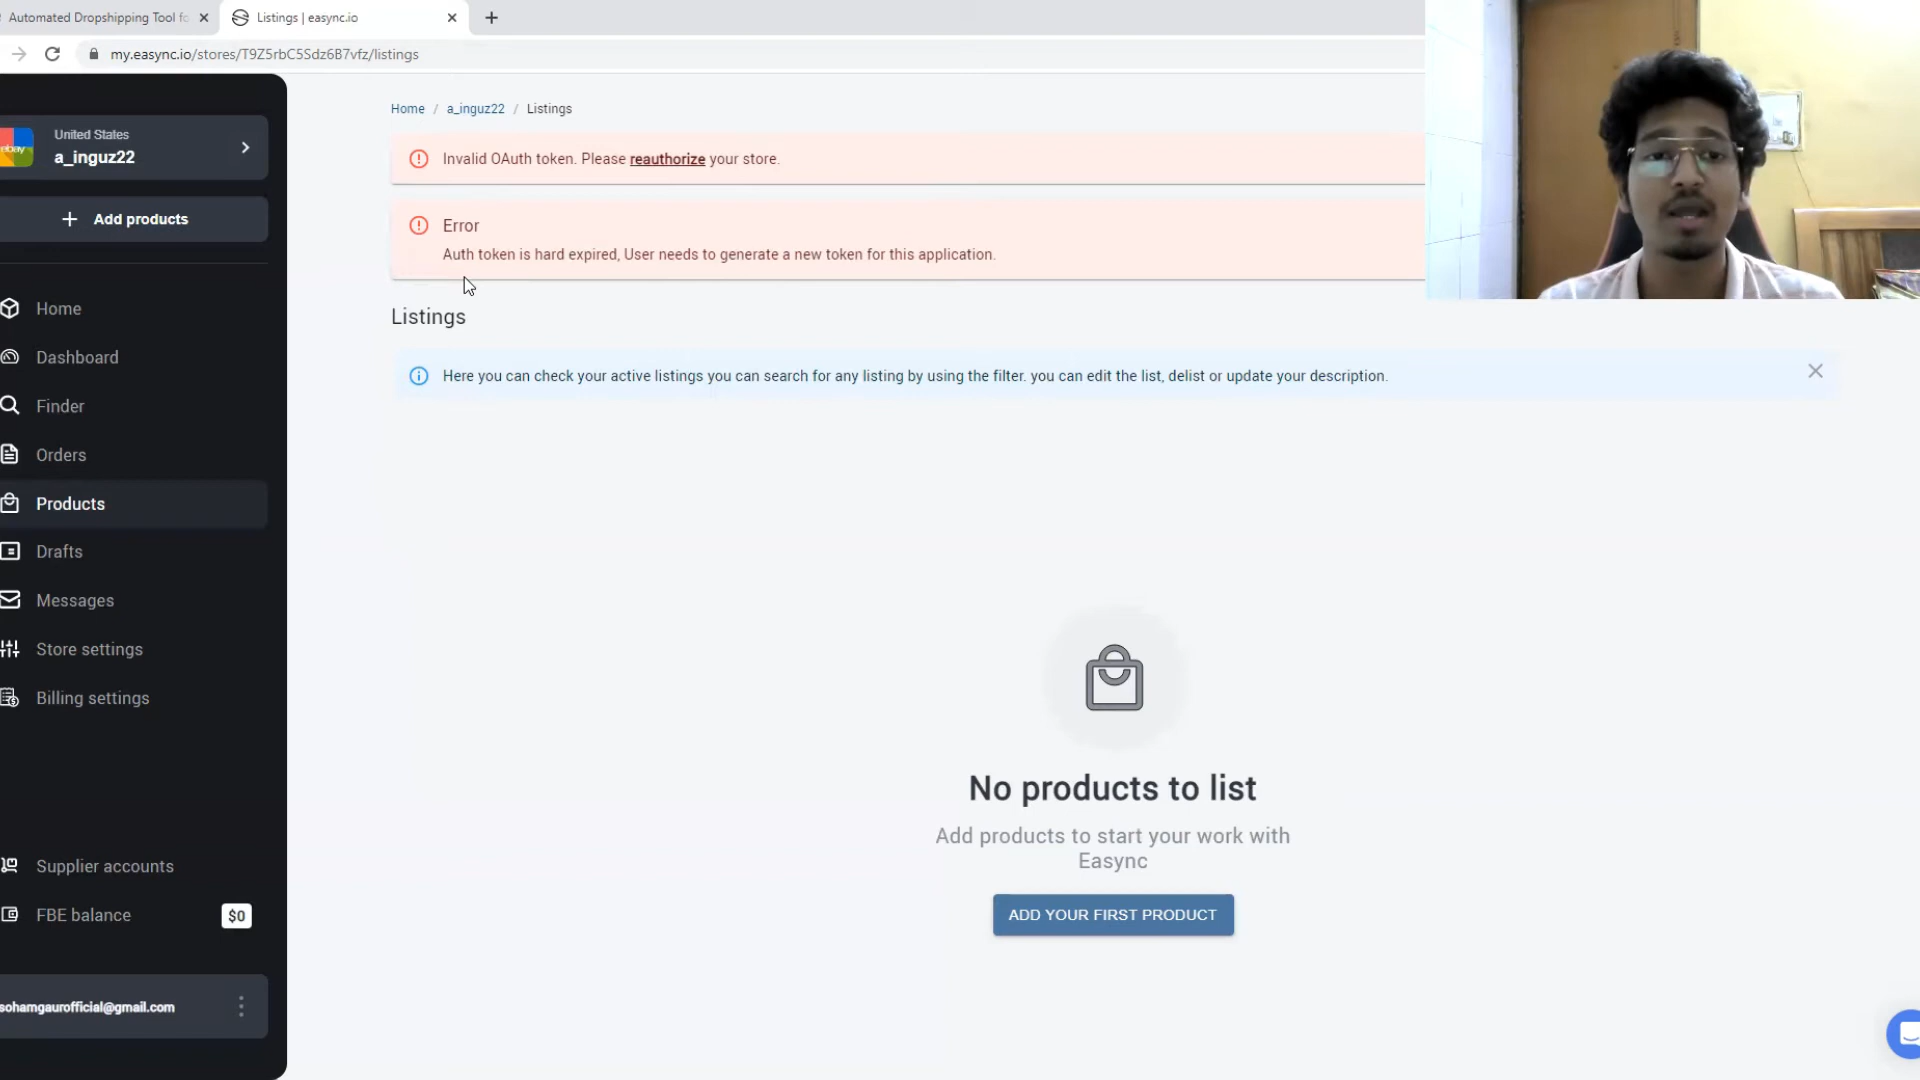 Automated Dropshipping Tool fo
Listings | easync.io
my.easync.io/stores/T9Z5rbC5Sdz6B7vfz/listings
United States
a_inguz22
ebay
Add products
Home
Dashboard
Finder
Orders
Products
Drafts
Messages
Store settings
Billing settings
Supplier accounts
FBE balance
$0
sohamgaurofficial@gmail.com
Home / a_inguz22 / Listings
Invalid OAuth token. Please reauthorize your store.
Error
Auth token is hard expired, User needs to generate a new token for this application.
Listings
Here you can check your active listings you can search for any listing by using the filter. you can edit the list, delist or update your description.
No products to list
Add products to start your work with
Easync
ADD YOUR FIRST PRODUCT